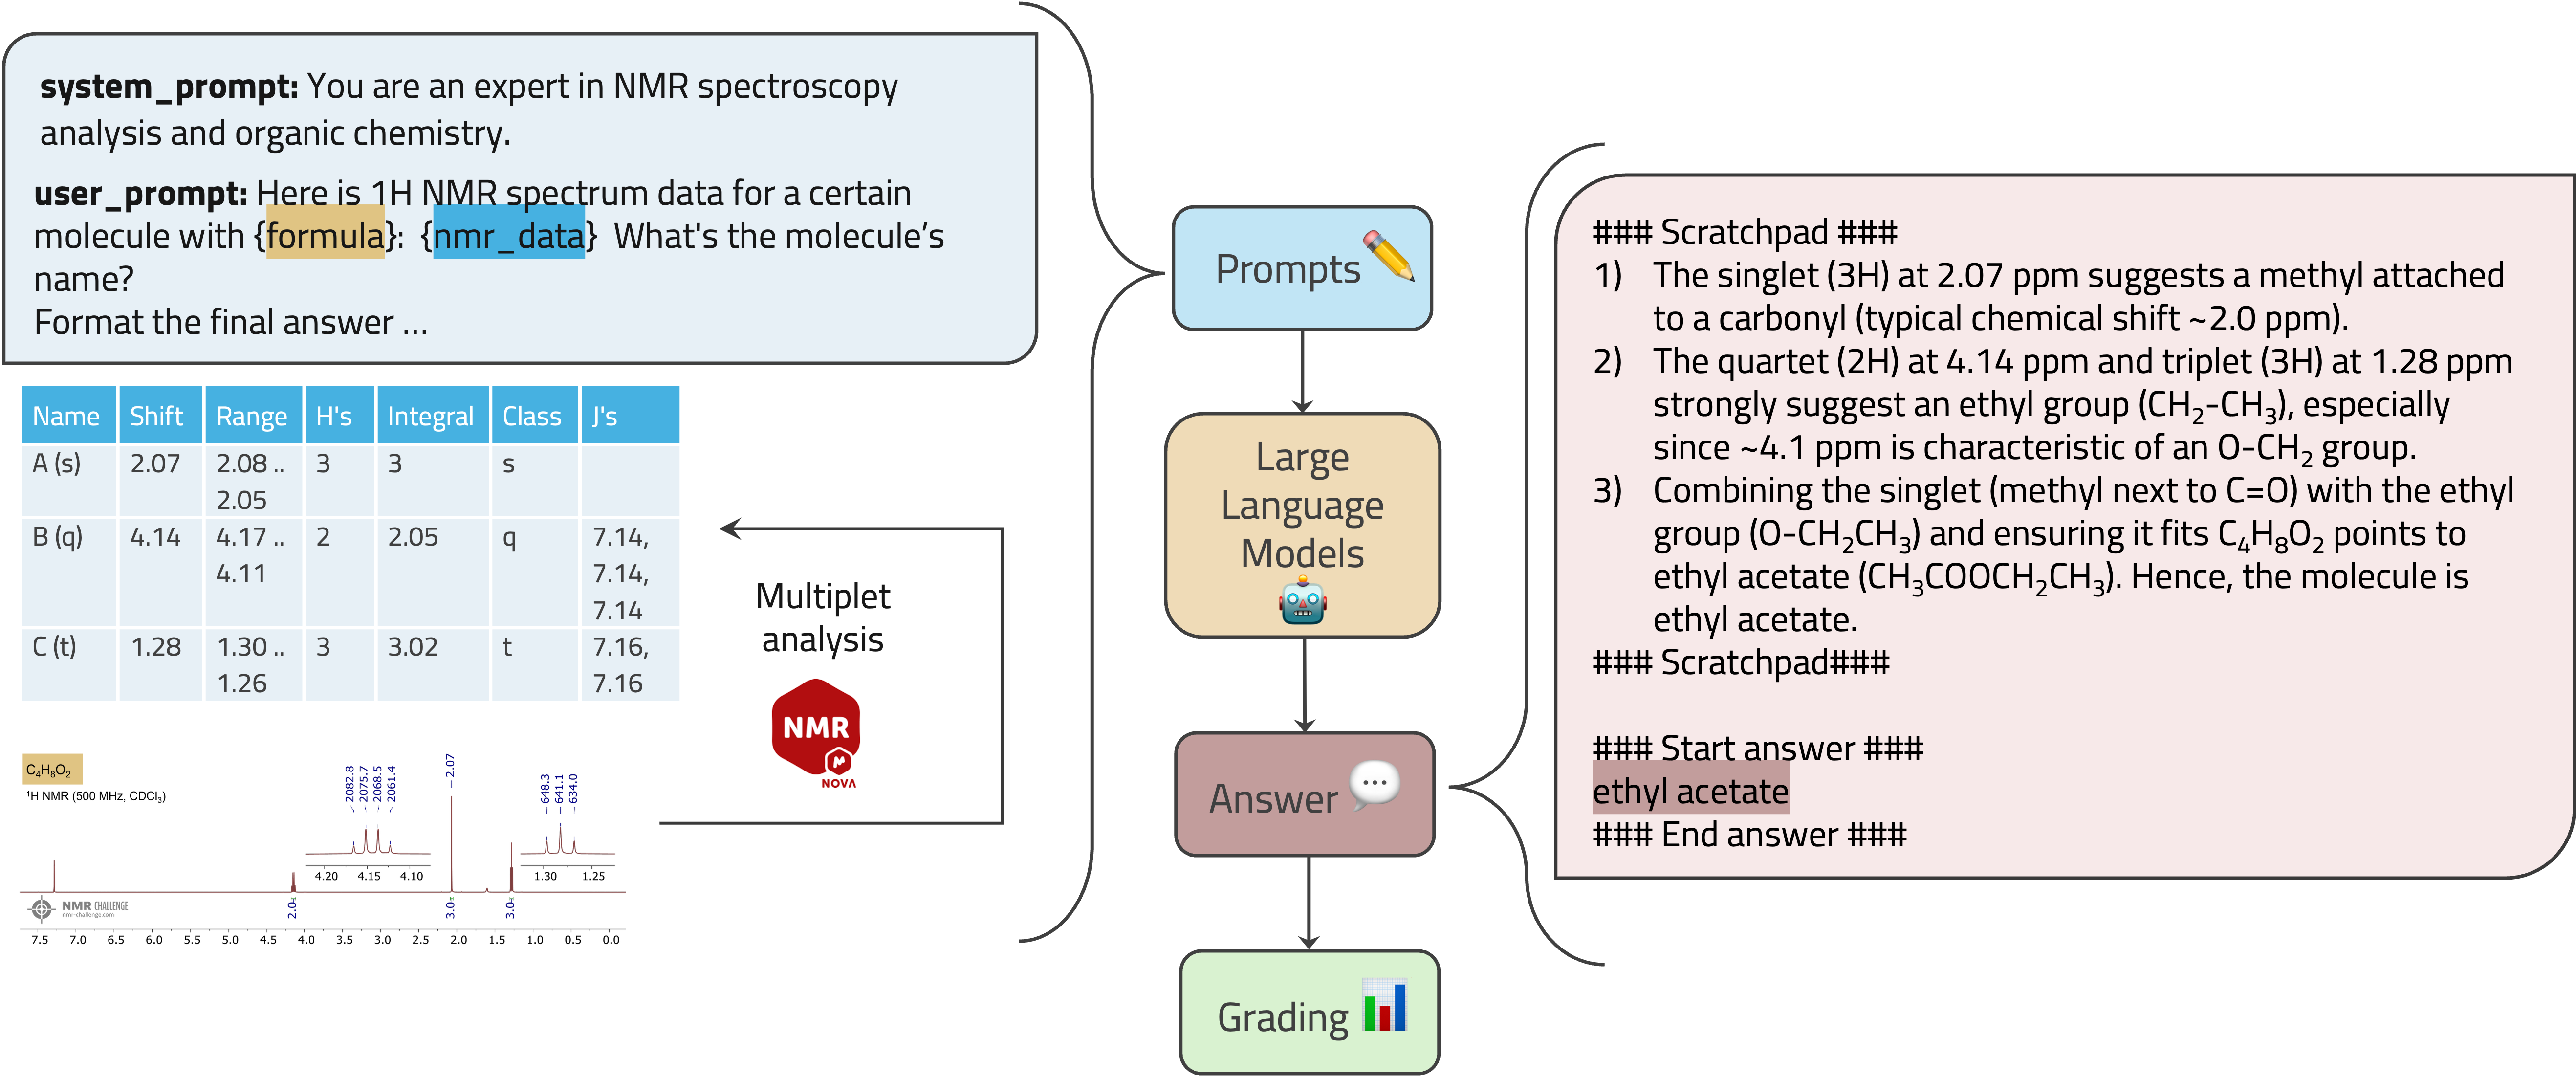 system_prompt: You are an expert in NMR spectroscopy
analysis and organic chemistry.
user_prompt: Here is 1H NMR spectrum data for a certain
molecule with {formula}: {nmr_data} What's the molecule’s
name?
Format the final answer ...
Name Shift Range H's Integral Class J's
A (s) 2.07 2.08 .. 3 3 s
2.05
B (q) 4.14 4.17 .. 2 2.05 q 7.14,
4.11 7.14,
7.14
C (t) 1.28 1.30 .. 3 3.02 t 7.16,
1.26 7.16
Multiplet
analysis
NMR
NOVA
C₄H₈O₂
¹H NMR (500 MHz, CDCl₃)
2082.8
2075.7
2068.5
2061.4
2.07
648.3
641.1
634.0
4.20 4.15 4.10
1.30 1.25
2.0
3.0
3.0
NMR CHALLENGE
nmr-challenge.com
7.5 7.0 6.5 6.0 5.5 5.0 4.5 4.0 3.5 3.0 2.5 2.0 1.5 1.0 0.5 0.0
Prompts
Large
Language
Models
Answer
Grading
### Scratchpad ###
1) The singlet (3H) at 2.07 ppm suggests a methyl attached
to a carbonyl (typical chemical shift ~2.0 ppm).
2) The quartet (2H) at 4.14 ppm and triplet (3H) at 1.28 ppm
strongly suggest an ethyl group (CH₂-CH₃), especially
since ~4.1 ppm is characteristic of an O-CH₂ group.
3) Combining the singlet (methyl next to C=O) with the ethyl
group (O-CH₂CH₃) and ensuring it fits C₄H₈O₂ points to
ethyl acetate (CH₃COOCH₂CH₃). Hence, the molecule is
ethyl acetate.
### Scratchpad###
### Start answer ###
ethyl acetate
### End answer ###